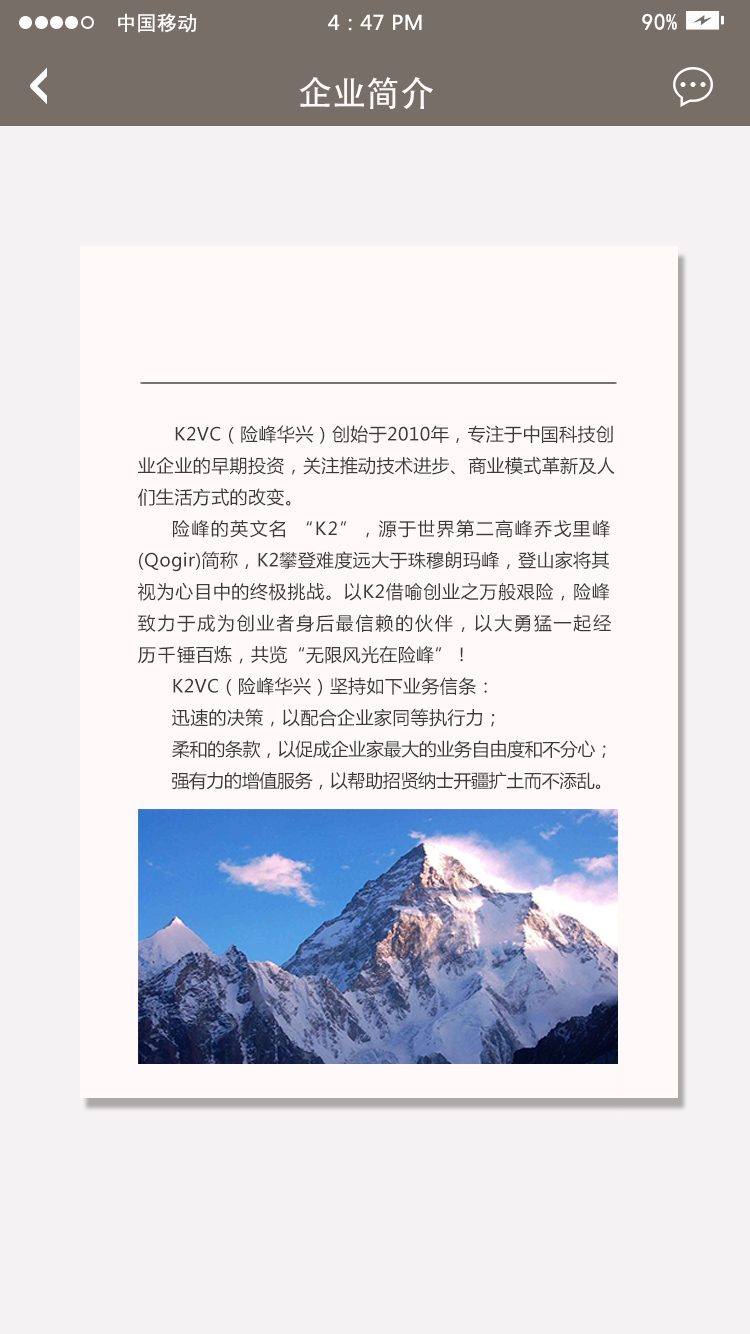 中国移动
4 : 47 PM
90%
企业简介
K2VC（险峰华兴）创始于2010年，专注于中国科技创
业企业的早期投资，关注推动技术进步、商业模式革新及人
们生活方式的改变。
险峰的英文名 “K2” ，源于世界第二高峰乔戈里峰
(Qogir)简称，K2攀登难度远大于珠穆朗玛峰，登山家将其
视为心目中的终极挑战。以K2借喻创业之万般艰险，险峰
致力于成为创业者身后最信赖的伙伴，以大勇猛一起经
历千锤百炼，共览“无限风光在险峰” ！
K2VC（险峰华兴）坚持如下业务信条：
迅速的决策，以配合企业家同等执行力；
柔和的条款，以促成企业家最大的业务自由度和不分心；
强有力的增值服务，以帮助招贤纳士开疆扩土而不添乱。